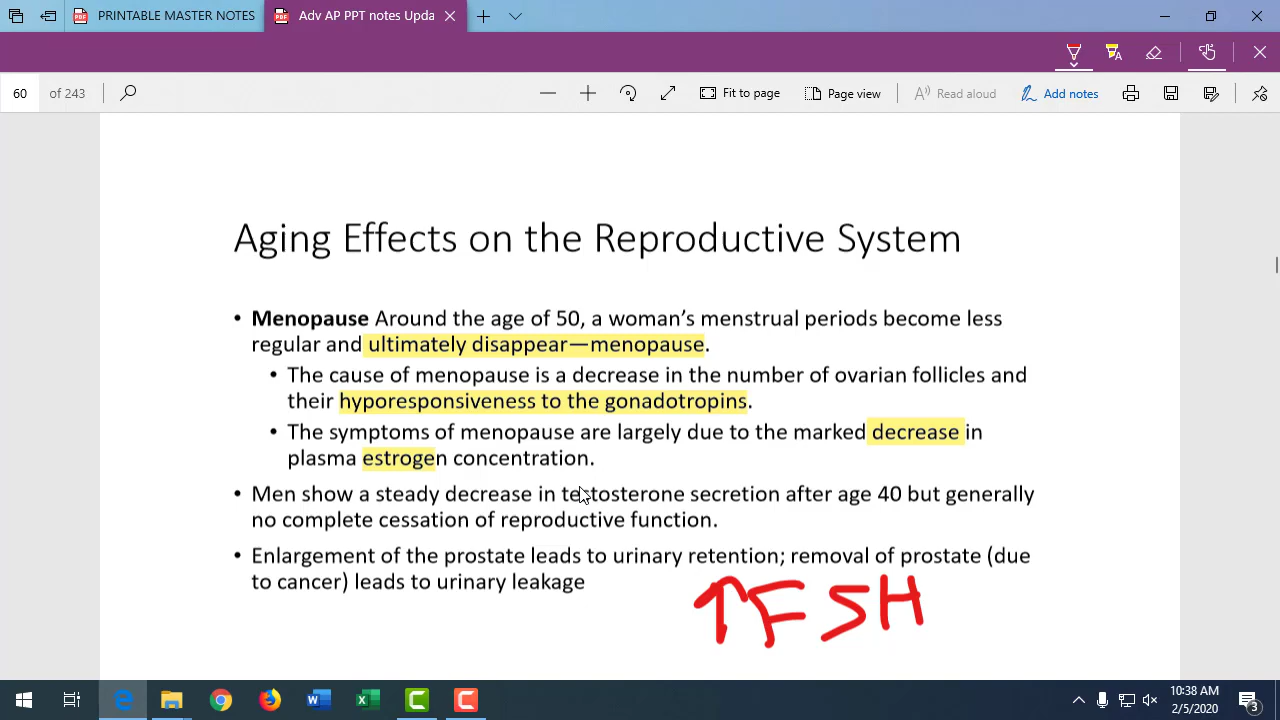 PRINTABLE MASTER NOTES
Adv AP PPT notes Upda
60 of 243
Fit to page
Page view
Read aloud
Add notes
Aging Effects on the Reproductive System
• Menopause Around the age of 50, a woman's menstrual periods become less
regular and ultimately disappear—menopause.
• The cause of menopause is a decrease in the number of ovarian follicles and
their hyporesponsiveness to the gonadotropins.
• The symptoms of menopause are largely due to the marked decrease in
plasma estrogen concentration.
• Men show a steady decrease in testosterone secretion after age 40 but generally
no complete cessation of reproductive function.
• Enlargement of the prostate leads to urinary retention; removal of prostate (due
to cancer) leads to urinary leakage
↑FSH
10:38 AM
2/5/2020
3